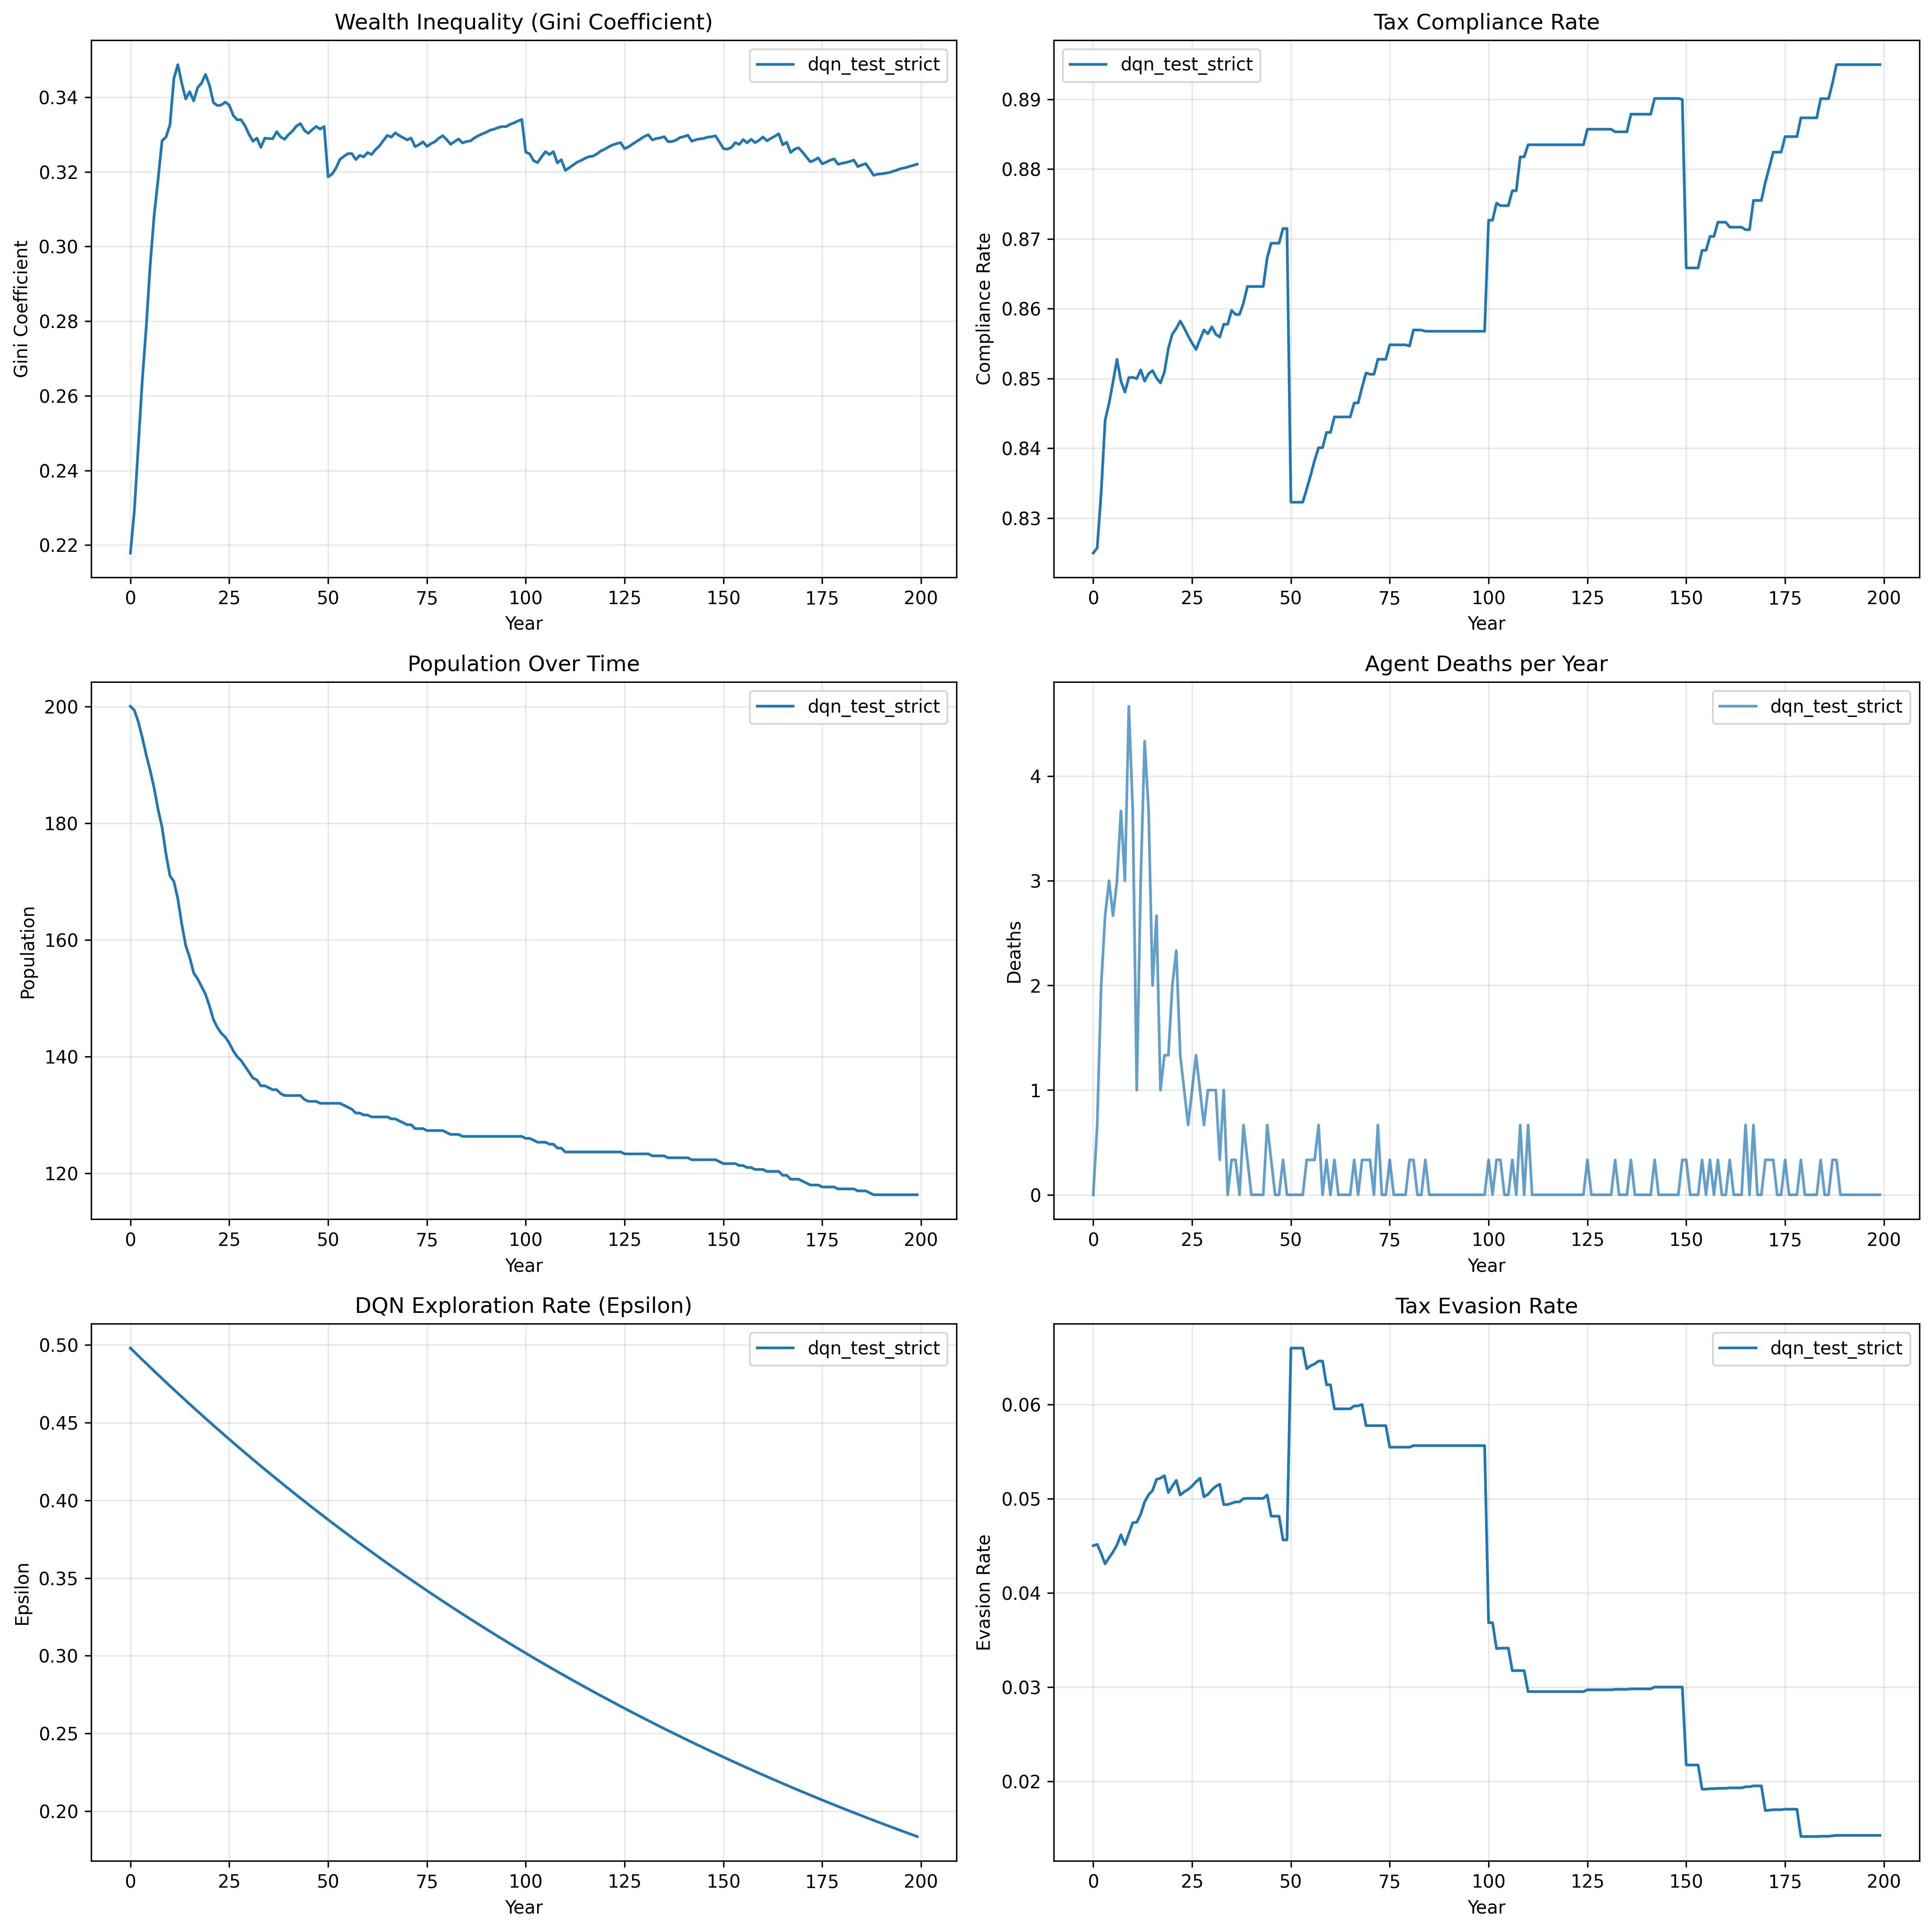 Wealth Inequality (Gini Coefficient)
dqn_test_strict
Gini Coefficient
0.34
0.32
0.30
0.28
0.26
0.24
0.22
0 25 50 75 100 125 150 175 200
Year
Tax Compliance Rate
dqn_test_strict
Compliance Rate
0.89
0.88
0.87
0.86
0.85
0.84
0.83
0 25 50 75 100 125 150 175 200
Year
Population Over Time
dqn_test_strict
Population
200
180
160
140
120
0 25 50 75 100 125 150 175 200
Year
Agent Deaths per Year
dqn_test_strict
Deaths
4
3
2
1
0
0 25 50 75 100 125 150 175 200
Year
DQN Exploration Rate (Epsilon)
dqn_test_strict
Epsilon
0.50
0.45
0.40
0.35
0.30
0.25
0.20
0 25 50 75 100 125 150 175 200
Year
Tax Evasion Rate
dqn_test_strict
Evasion Rate
0.06
0.05
0.04
0.03
0.02
0 25 50 75 100 125 150 175 200
Year